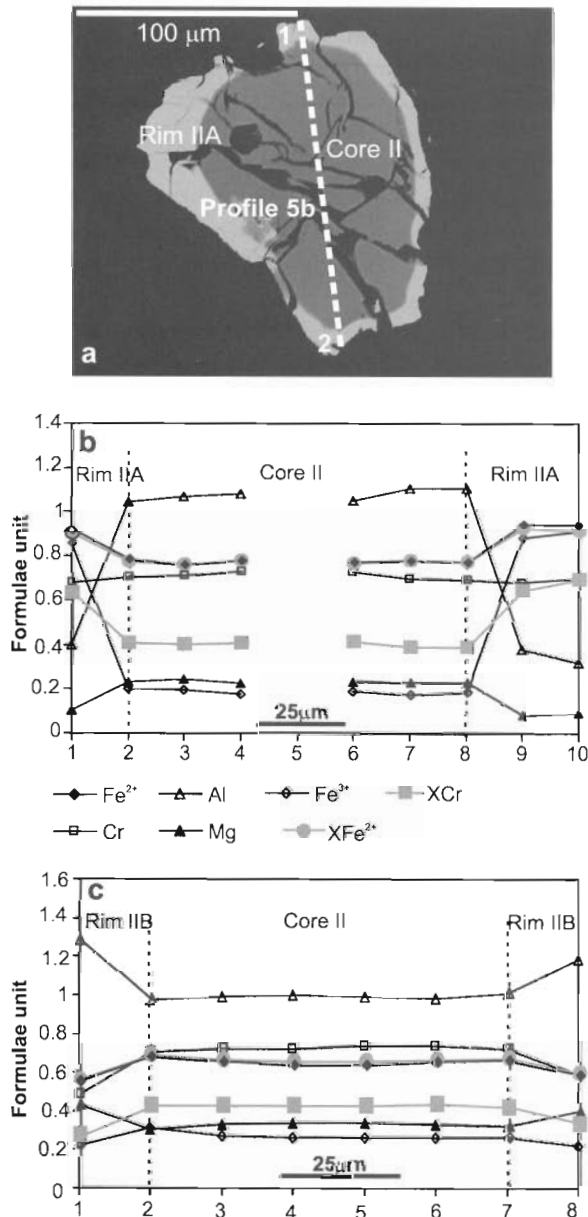 100 μm
1
Rim IIA
Core II
Profile 5b
2
a
b
Rim IIA
Core II
Rim IIA
Formulae unit
1.4
1.2
1
0.8
0.6
0.4
0.2
0
25μm
1 2 3 4 5 6 7 8 9 10
Fe²⁺ Al Fe³⁺ XCr
Cr Mg XFe²⁺
c
Rim IIB
Core II
Rim IIB
Formulae unit
1.6
1.4
1.2
1
0.8
0.6
0.4
0.2
0
25μm
1 2 3 4 5 6 7 8